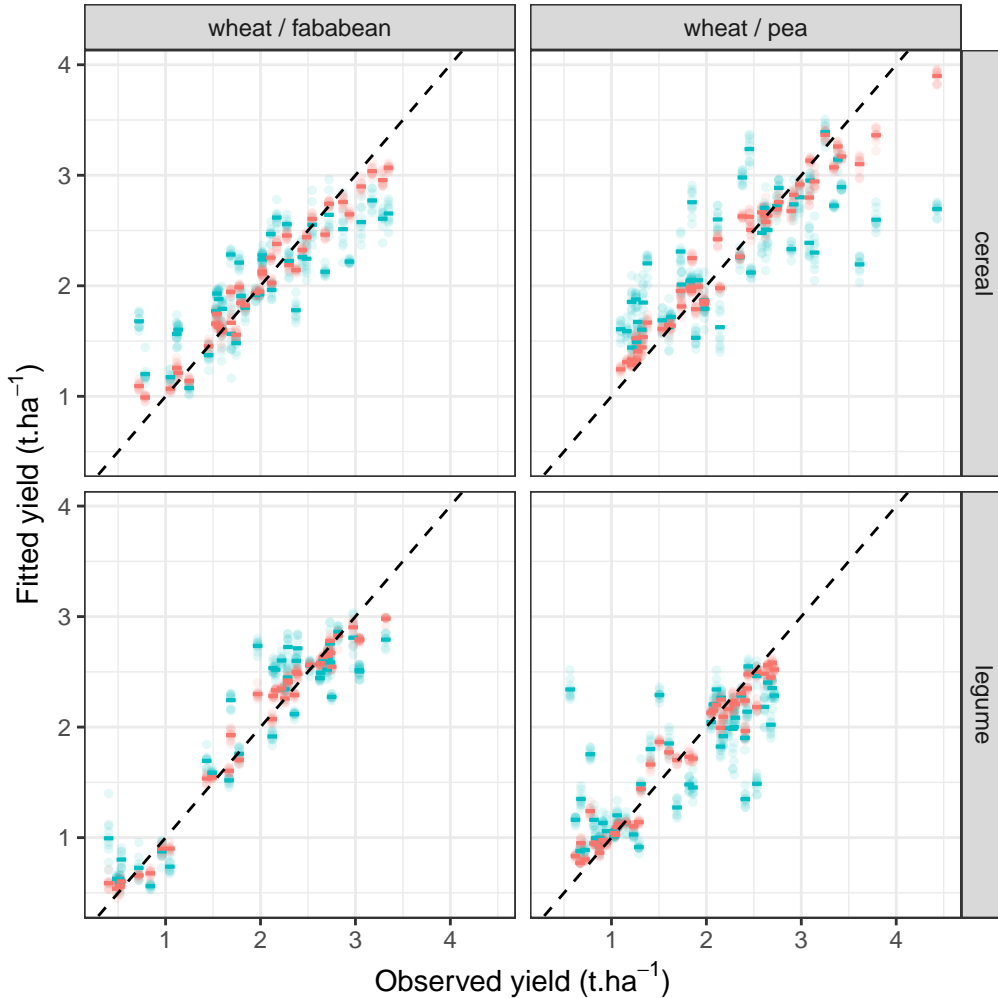 wheat / fababean
wheat / pea
cereal
legume
Fitted yield (t.ha⁻¹)
4
3
2
1
4
3
2
1
1 2 3 4
1 2 3 4
Observed yield (t.ha⁻¹)